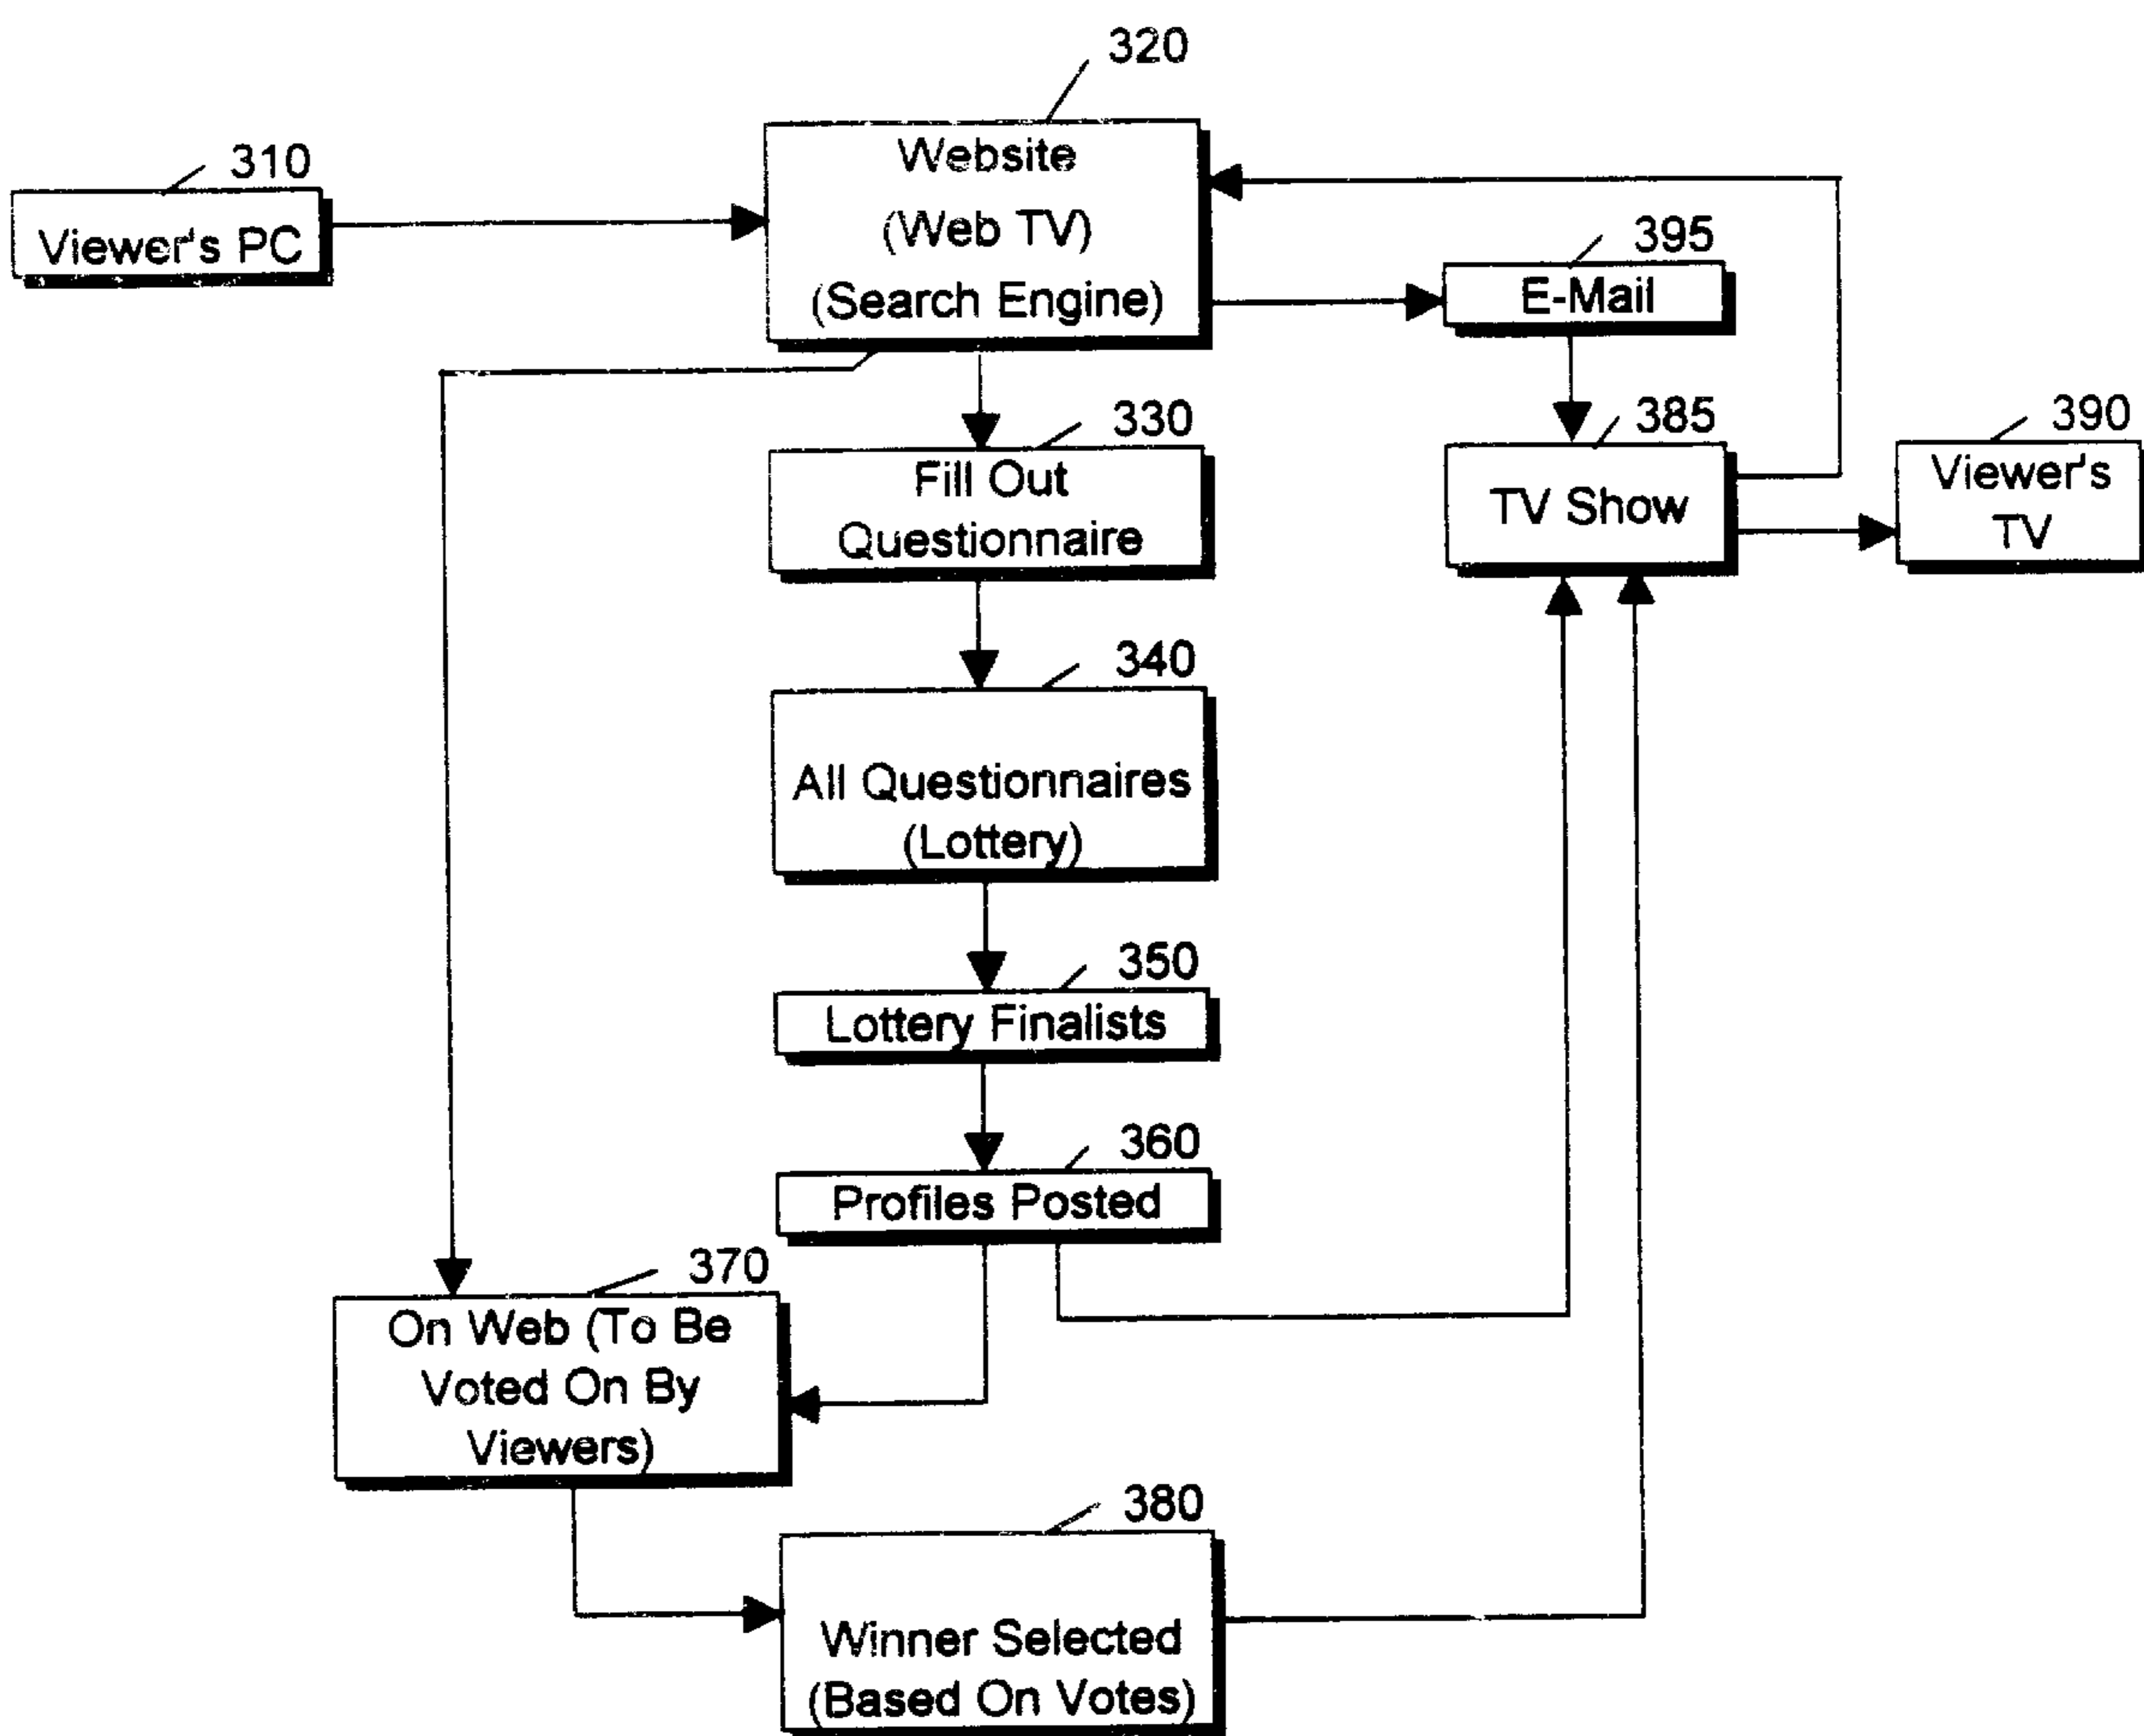 320
Website
(Web TV)
(Search Engine)
310
Viewer's PC
395
E-Mail
330
Fill Out
Questionnaire
385
TV Show
390
Viewer's
TV
340
All Questionnaires
(Lottery)
350
Lottery Finalists
360
Profiles Posted
370
On Web (To Be
Voted On By
Viewers)
380
Winner Selected
(Based On Votes)